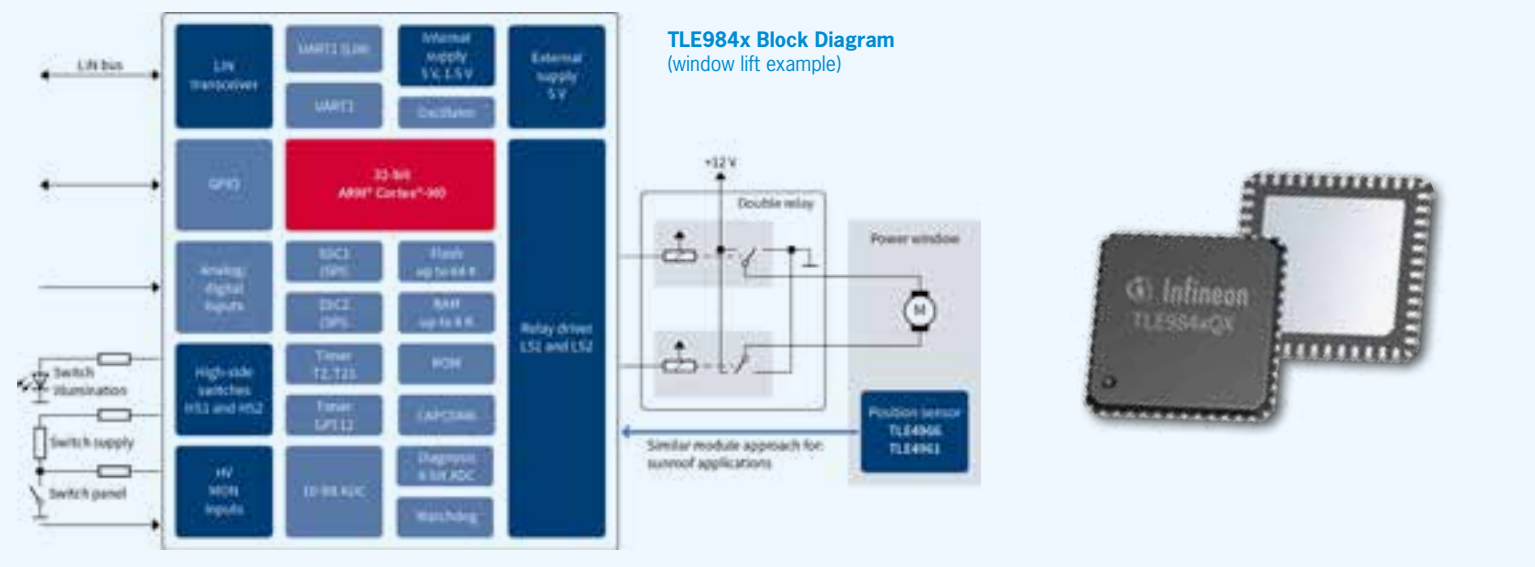 TLE984x Block Diagram
(window lift example)
LIN bus
LIN
transceiver
UART2 (LIN)
UART1
Internal
supply
5 V, 1.5 V
Oscillator
External
supply
5 V
GPIO
32-bit
ARM® Cortex®-M0
Analog,
digital
inputs
SSC1
(SPI)
SSC2
(SPI)
Flash
up to 64 K
RAM
Relay driver
LS1 and LS2
High-side
switches
HS1 and HS2
Timer
T2, T21
ROM
Timer
GPT12
CAPCOM6
HV
MON
inputs
10-bit ADC
Diagnosis
8-bit ADC
Watchdog
Switch
illumination
Switch supply
Switch panel
+12 V
Double relay
Power window
M
Position sensor
TLE4966
TLE4961
Similar module approach for:
sunroof applications
Infineon
TLE984xQX